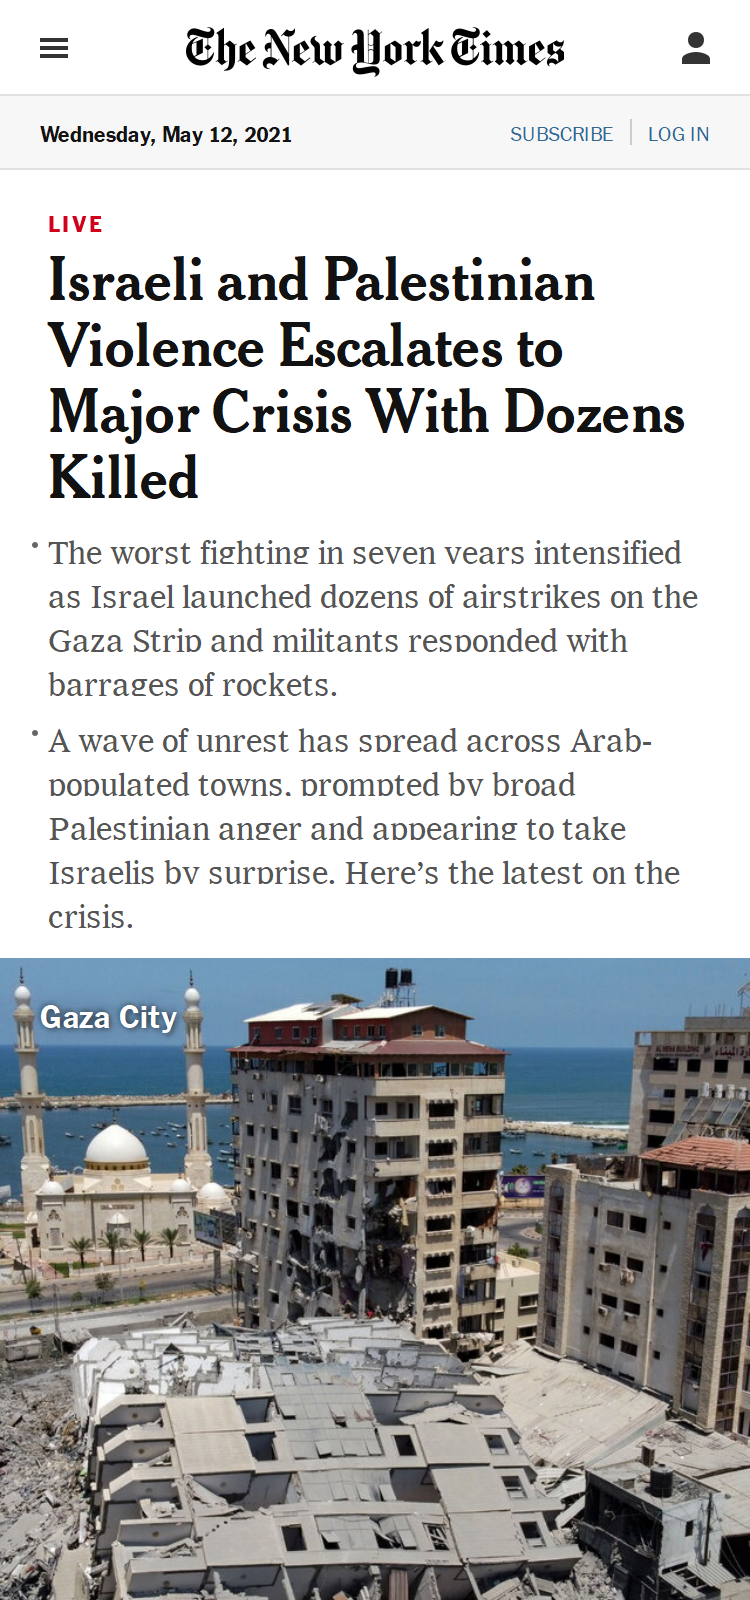 The New York Times
Wednesday, May 12, 2021
SUBSCRIBE
LOG IN
LIVE
Israeli and Palestinian
Violence Escalates to
Major Crisis With Dozens
Killed
The worst fighting in seven years intensified
as Israel launched dozens of airstrikes on the
Gaza Strip and militants responded with
barrages of rockets.
A wave of unrest has spread across Arab-
populated towns, prompted by broad
Palestinian anger and appearing to take
Israelis by surprise. Here’s the latest on the
crisis.
Gaza City